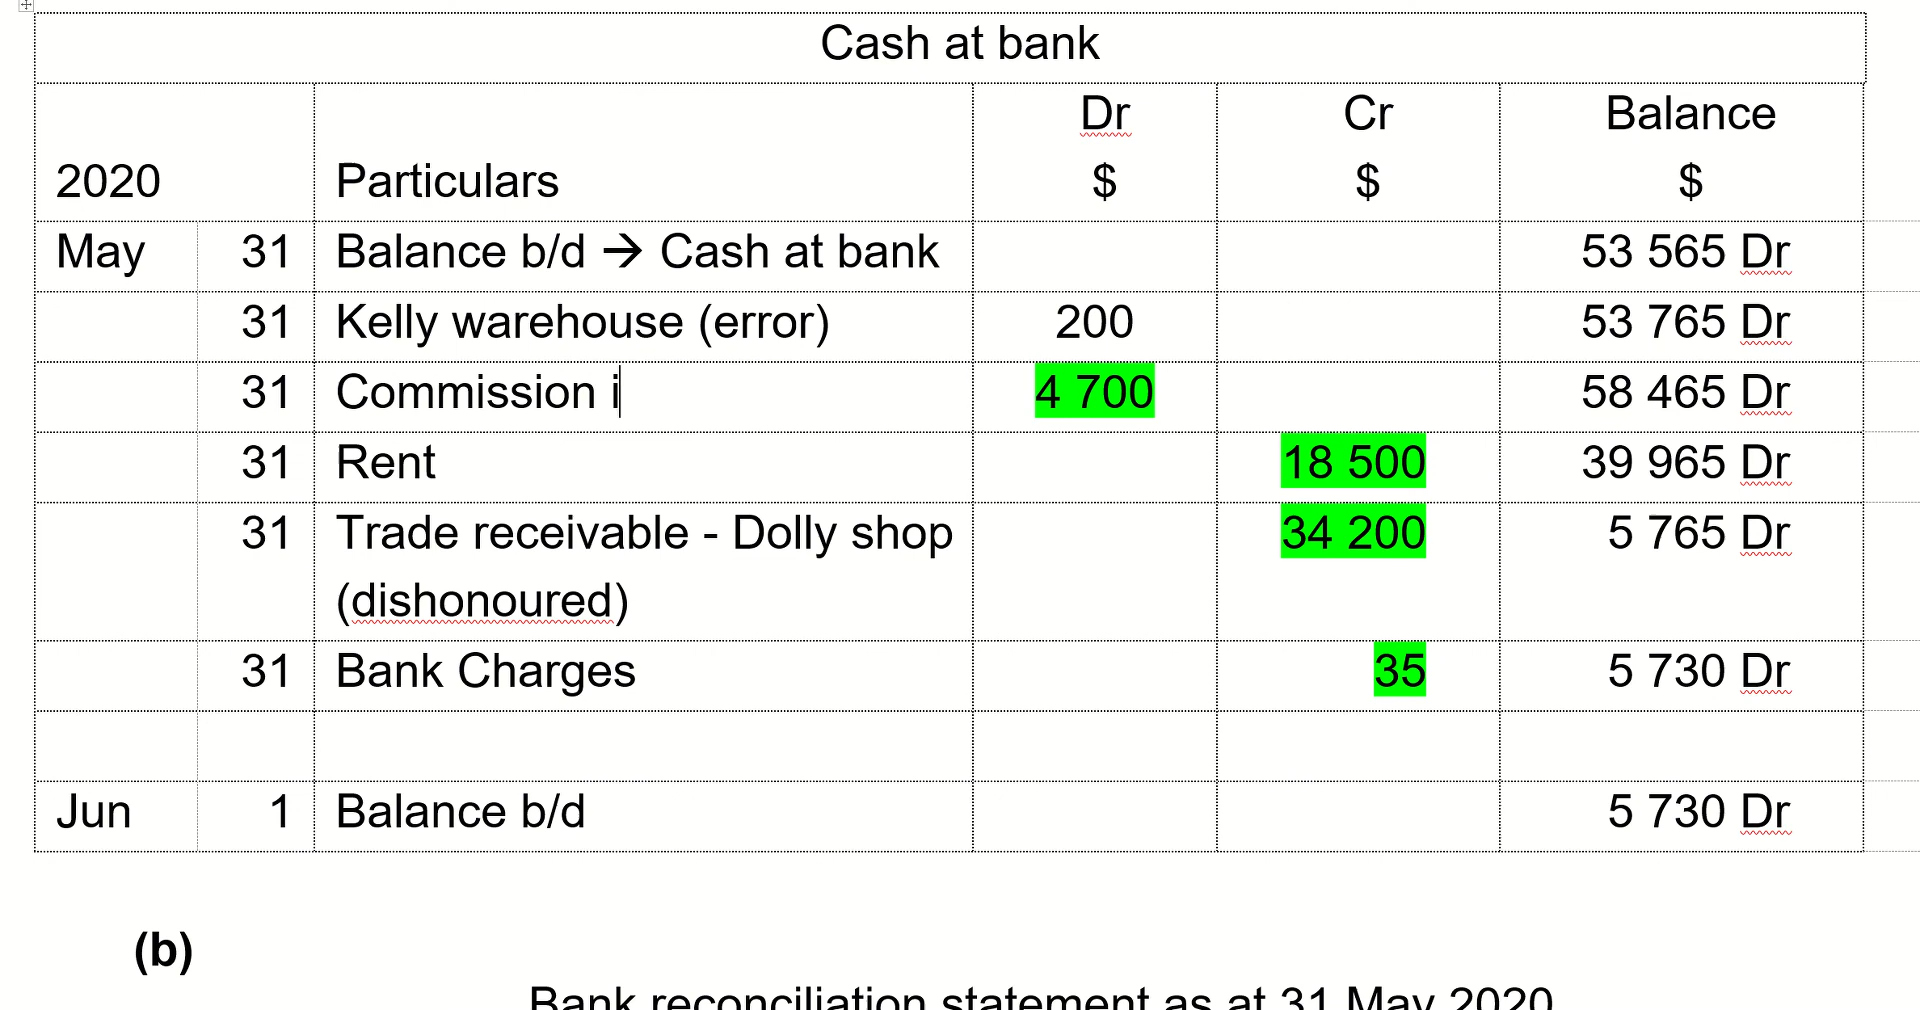 Cash at bank
Dr Cr Balance
2020 Particulars $ $ $
May 31 Balance b/d → Cash at bank 53 565 Dr
31 Kelly warehouse (error) 200 53 765 Dr
31 Commission i 4 700 58 465 Dr
31 Rent 18 500 39 965 Dr
31 Trade receivable - Dolly shop 34 200 5 765 Dr
(dishonoured)
31 Bank Charges 35 5 730 Dr
Jun 1 Balance b/d 5 730 Dr
(b)
Bank reconciliation statement as at 31 May 2020